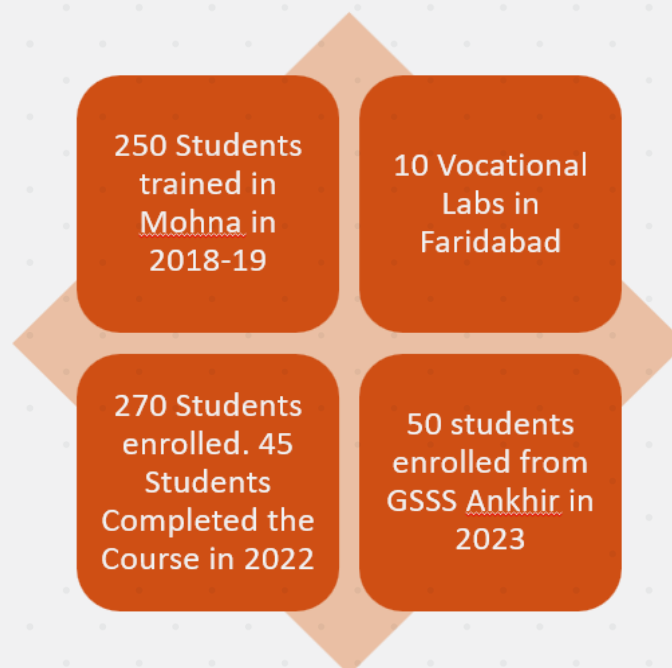 250 Students
trained in
Mohna in
2018-19
10 Vocational
Labs in
Faridabad
270 Students
enrolled. 45
Students
Completed the
Course in 2022
50 students
enrolled from
GSSS Ankhir in
2023